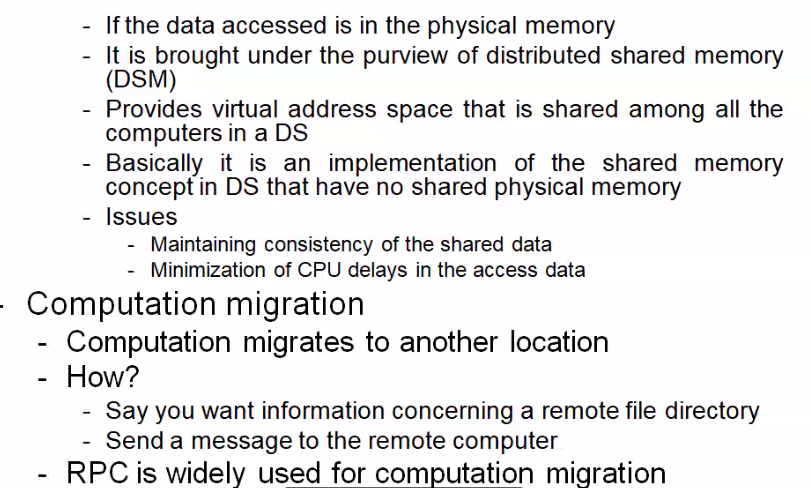 - If the data accessed is in the physical memory
- It is brought under the purview of distributed shared memory
(DSM)
- Provides virtual address space that is shared among all the
computers in a DS
- Basically it is an implementation of the shared memory
concept in DS that have no shared physical memory
- Issues
- Maintaining consistency of the shared data
- Minimization of CPU delays in the access data
- Computation migration
- Computation migrates to another location
- How?
- Say you want information concerning a remote file directory
- Send a message to the remote computer
- RPC is widely used for computation migration